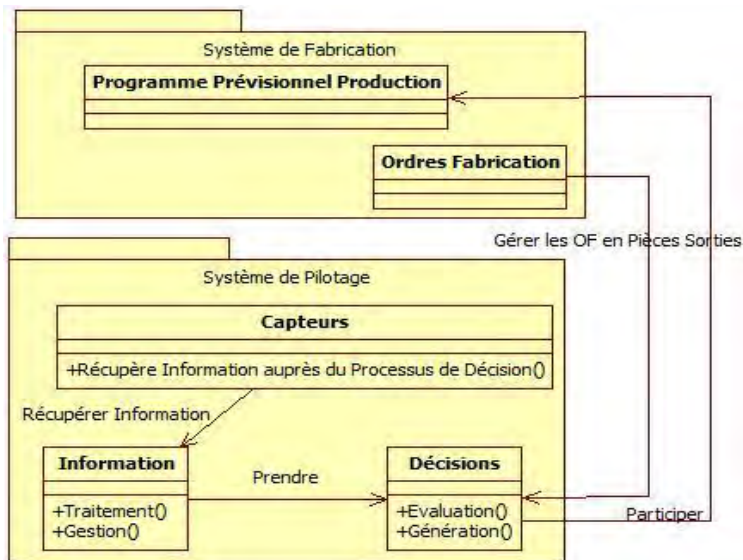 Système de Fabrication
Programme Prévisionnel Production
Ordres Fabrication
Gérer les OF en Pièces Sorties
Système de Pilotage
Capteurs
+Récupère Information auprès du Processus de Décision()
Récupérer Information
Information
+Traitement()
+Gestion()
Prendre
Décisions
+Evaluation()
+Génération()
Participer